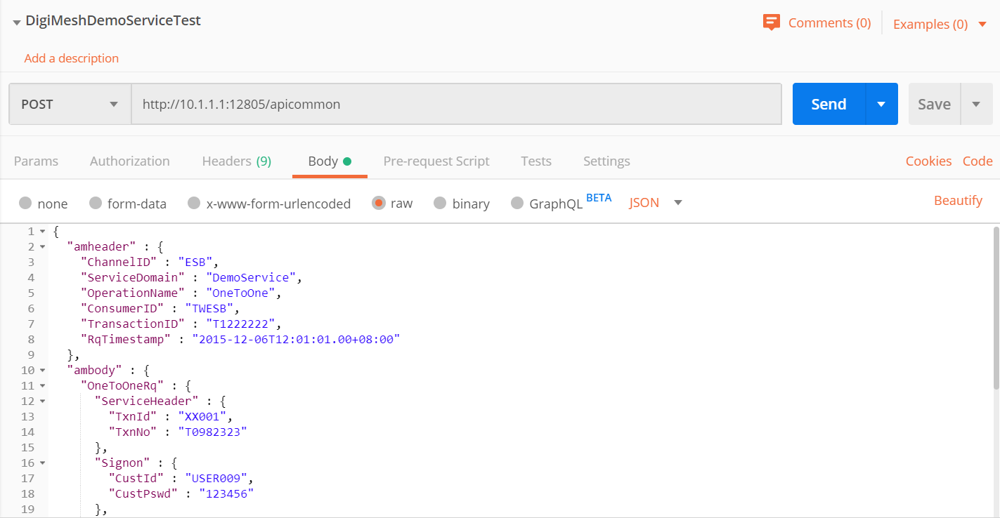 DigiMeshDemoServiceTest
Comments (0)
Examples (0)
Add a description
POST
http://10.1.1.1:12805/apicommon
Send
Save
Params
Authorization
Headers (9)
Body
Pre-request Script
Tests
Settings
Cookies
Code
none
form-data
x-www-form-urlencoded
raw
binary
GraphQL BETA
JSON
Beautify
1 {
2 "amheader" : {
3 "ChannelID" : "ESB",
4 "ServiceDomain" : "DemoService",
5 "OperationName" : "OneToOne",
6 "ConsumerID" : "TWESB",
7 "TransactionID" : "T1222222",
8 "RqTimestamp" : "2015-12-06T12:01:01.00+08:00"
9 },
10 "ambody" : {
11 "OneToOneRq" : {
12 "ServiceHeader" : {
13 "TxnId" : "XX001",
14 "TxnNo" : "T0982323"
15 },
16 "Signon" : {
17 "CustId" : "USER009",
18 "CustPswd" : "123456"
19 },